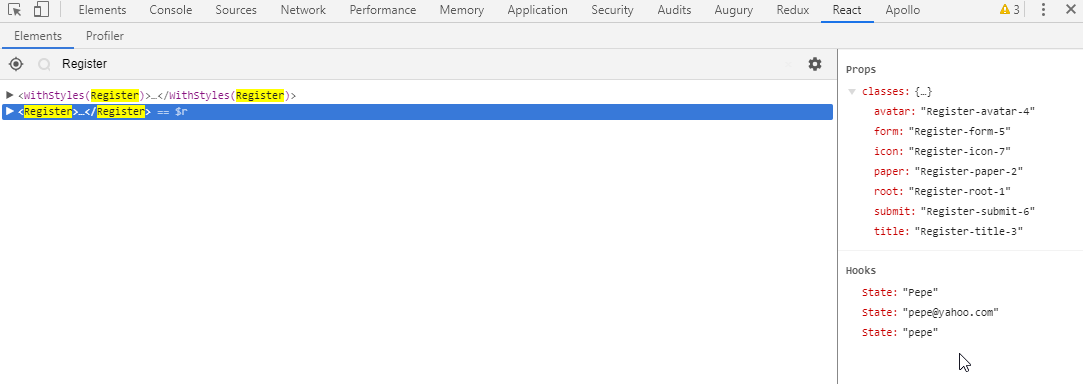 Elements Console Sources Network Performance Memory Application Security Audits Augury Redux React Apollo 3
Elements Profiler
Register
<WithStyles(Register)>…</WithStyles(Register)>
<Register>…</Register> == $r
Props
classes: {…}
avatar: "Register-avatar-4"
form: "Register-form-5"
icon: "Register-icon-7"
paper: "Register-paper-2"
root: "Register-root-1"
submit: "Register-submit-6"
title: "Register-title-3"
Hooks
State: "Pepe"
State: "pepe@yahoo.com"
State: "pepe"